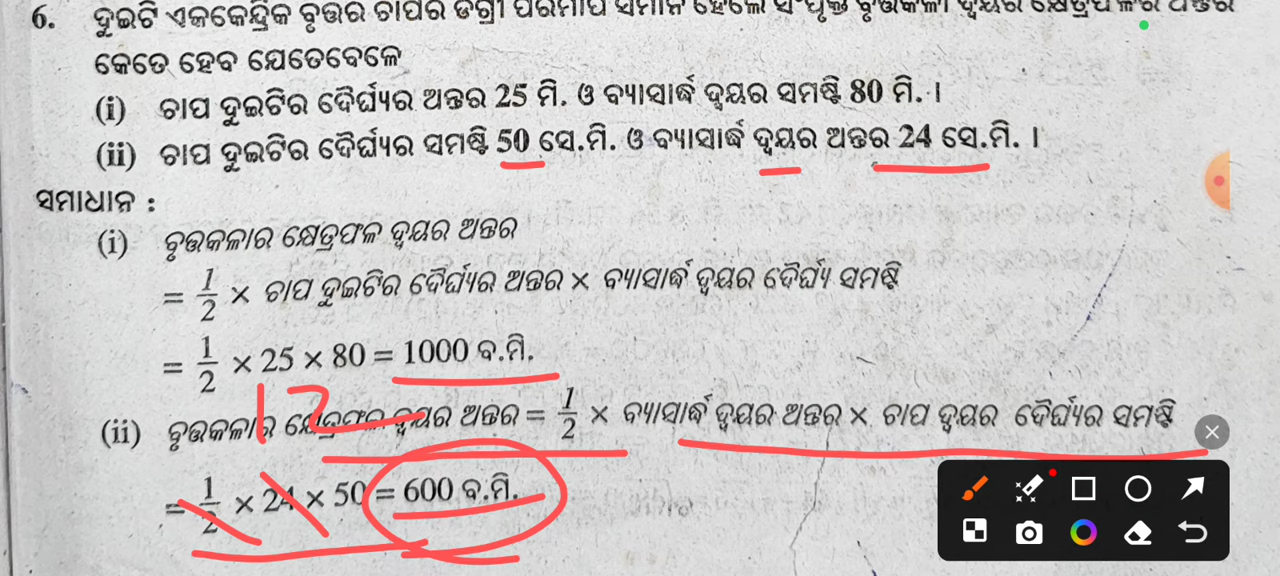 6. ଦୁଇଟି ଏକକେନ୍ଦ୍ରିକ ବୃତ୍ତର ଚାପର ଡିଗ୍ରୀ ପରିମାପ ସମାନ ହେଲେ ସଂପୃକ୍ତ ବୃତ୍ତକଳା ଦ୍ୱୟର କ୍ଷେତ୍ରଫଳର ଅନ୍ତର
କେତେ ହେବ ଯେତେବେଳେ
(i) ଚାପ ଦୁଇଟିର ଦୈର୍ଘ୍ୟର ଅନ୍ତର 25 ମି. ଓ ବ୍ୟାସାର୍ଦ୍ଧ ଦ୍ୱୟର ସମଷ୍ଟି 80 ମି. ।
(ii) ଚାପ ଦୁଇଟିର ଦୈର୍ଘ୍ୟର ସମଷ୍ଟି 50 ସେ.ମି. ଓ ବ୍ୟାସାର୍ଦ୍ଧ ଦ୍ୱୟର ଅନ୍ତର 24 ସେ.ମି. ।
ସମାଧାନ :
(i) ବୃତ୍ତକଳାର କ୍ଷେତ୍ରଫଳ ଦ୍ୱୟର ଅନ୍ତର
= 1/2 × ଚାପ ଦୁଇଟିର ଦୈର୍ଘ୍ୟର ଅନ୍ତର × ବ୍ୟାସାର୍ଦ୍ଧ ଦ୍ୱୟର ଦୈର୍ଘ୍ୟ ସମଷ୍ଟି
= 1/2 × 25 × 80 = 1000 ବ.ମି.
12
(ii) ବୃତ୍ତକଳାର କ୍ଷେତ୍ରଫଳ ଦ୍ୱୟର ଅନ୍ତର = 1/2 × ବ୍ୟାସାର୍ଦ୍ଧ ଦ୍ୱୟର ଅନ୍ତର × ଚାପ ଦ୍ୱୟର ଦୈର୍ଘ୍ୟର ସମଷ୍ଟି
= 1/2 × 24 × 50 = 600 ବ.ମି.